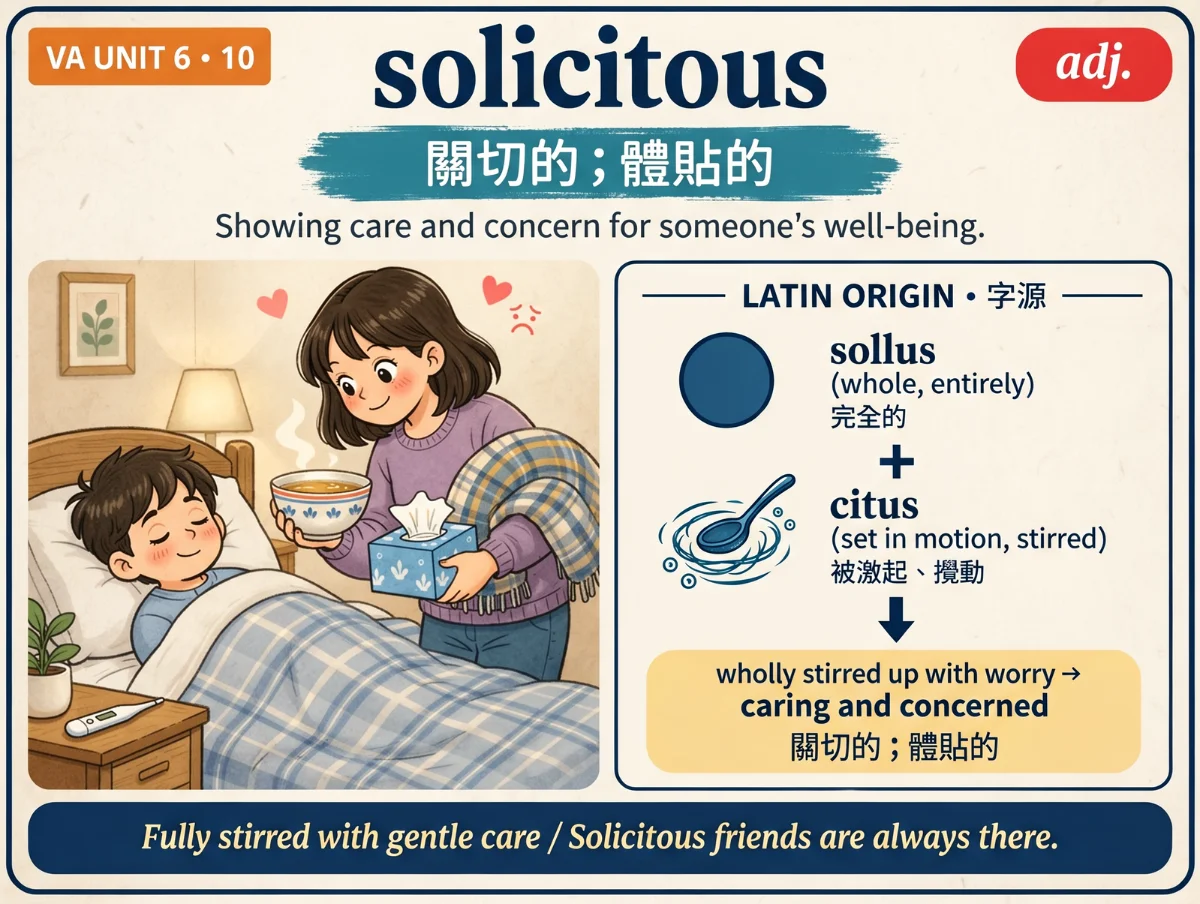 VA UNIT 6 • 10
solicitous
adj.
關切的；體貼的
Showing care and concern for someone’s well-being.
LATIN ORIGIN • 字源
sollus
(whole, entirely)
完全的
+
citus
(set in motion, stirred)
被激起、攪動
wholly stirred up with worry →
caring and concerned
關切的；體貼的
Fully stirred with gentle care / Solicitous friends are always there.